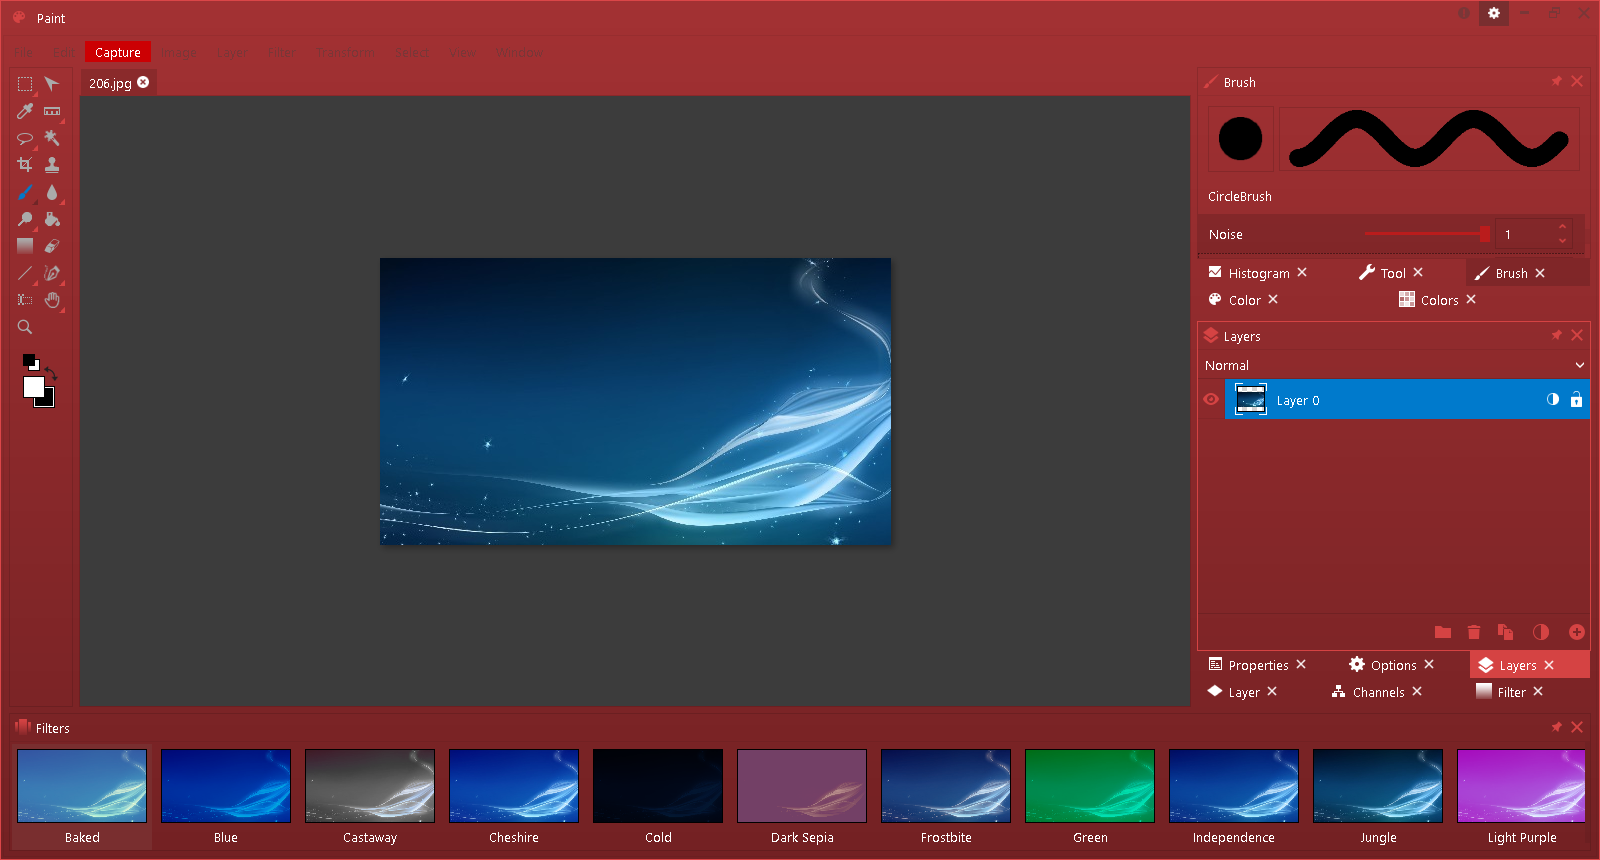 Paint
File Edit Capture Image Layer Filter Transform Select View Window
206.jpg
Brush
CircleBrush
Noise 1
Histogram Tool Brush
Color Colors
Layers
Normal
Layer 0
Properties Options Layers
Layer Channels Filter
Filters
Baked Blue Castaway Cheshire Cold Dark Sepia Frostbite Green Independence Jungle Light Purple